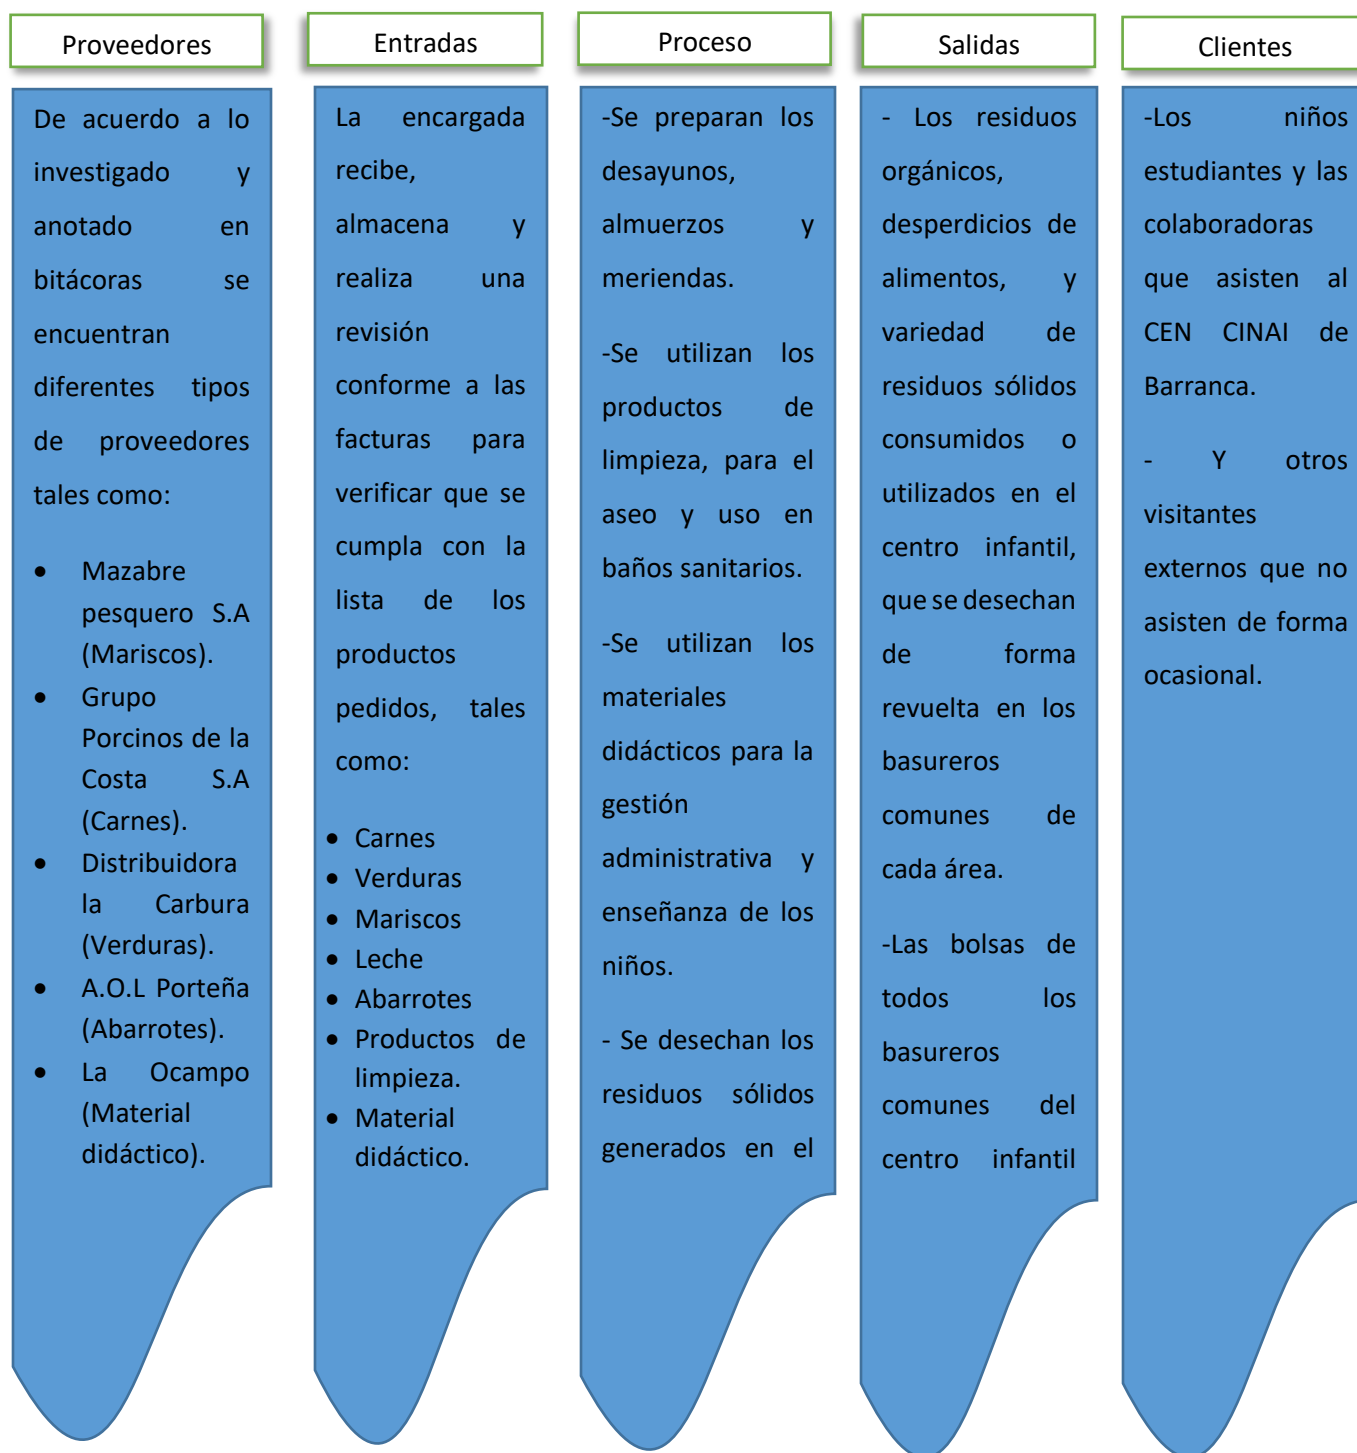 Proveedores
De acuerdo a lo
investigado y
anotado en
bitácoras se
encuentran
diferentes tipos
de proveedores
tales como:
• Mazabre
pesquero S.A
(Mariscos).
• Grupo
Porcinos de la
Costa S.A
(Carnes).
• Distribuidora
la Carbura
(Verduras).
• A.O.L Porteña
(Abarrotes).
• La Ocampo
(Material
didáctico).
Entradas
La encargada
recibe,
almacena y
realiza una
revisión
conforme a las
facturas para
verificar que se
cumpla con la
lista de los
productos
pedidos, tales
como:
• Carnes
• Verduras
• Mariscos
• Leche
• Abarrotes
• Productos de
limpieza.
• Material
didáctico.
Proceso
-Se preparan los
desayunos,
almuerzos y
meriendas.
-Se utilizan los
productos de
limpieza, para el
aseo y uso en
baños sanitarios.
-Se utilizan los
materiales
didácticos para la
gestión
administrativa y
enseñanza de los
niños.
- Se desechan los
residuos sólidos
generados en el
Salidas
- Los residuos
orgánicos,
desperdicios de
alimentos, y
variedad de
residuos sólidos
consumidos o
utilizados en el
centro infantil,
que se desechan
de forma
revuelta en los
basureros
comunes de
cada área.
-Las bolsas de
todos los
basureros
comunes del
centro infantil
Clientes
-Los niños
estudiantes y las
colaboradoras
que asisten al
CEN CINAI de
Barranca.
- Y otros
visitantes
externos que no
asisten de forma
ocasional.